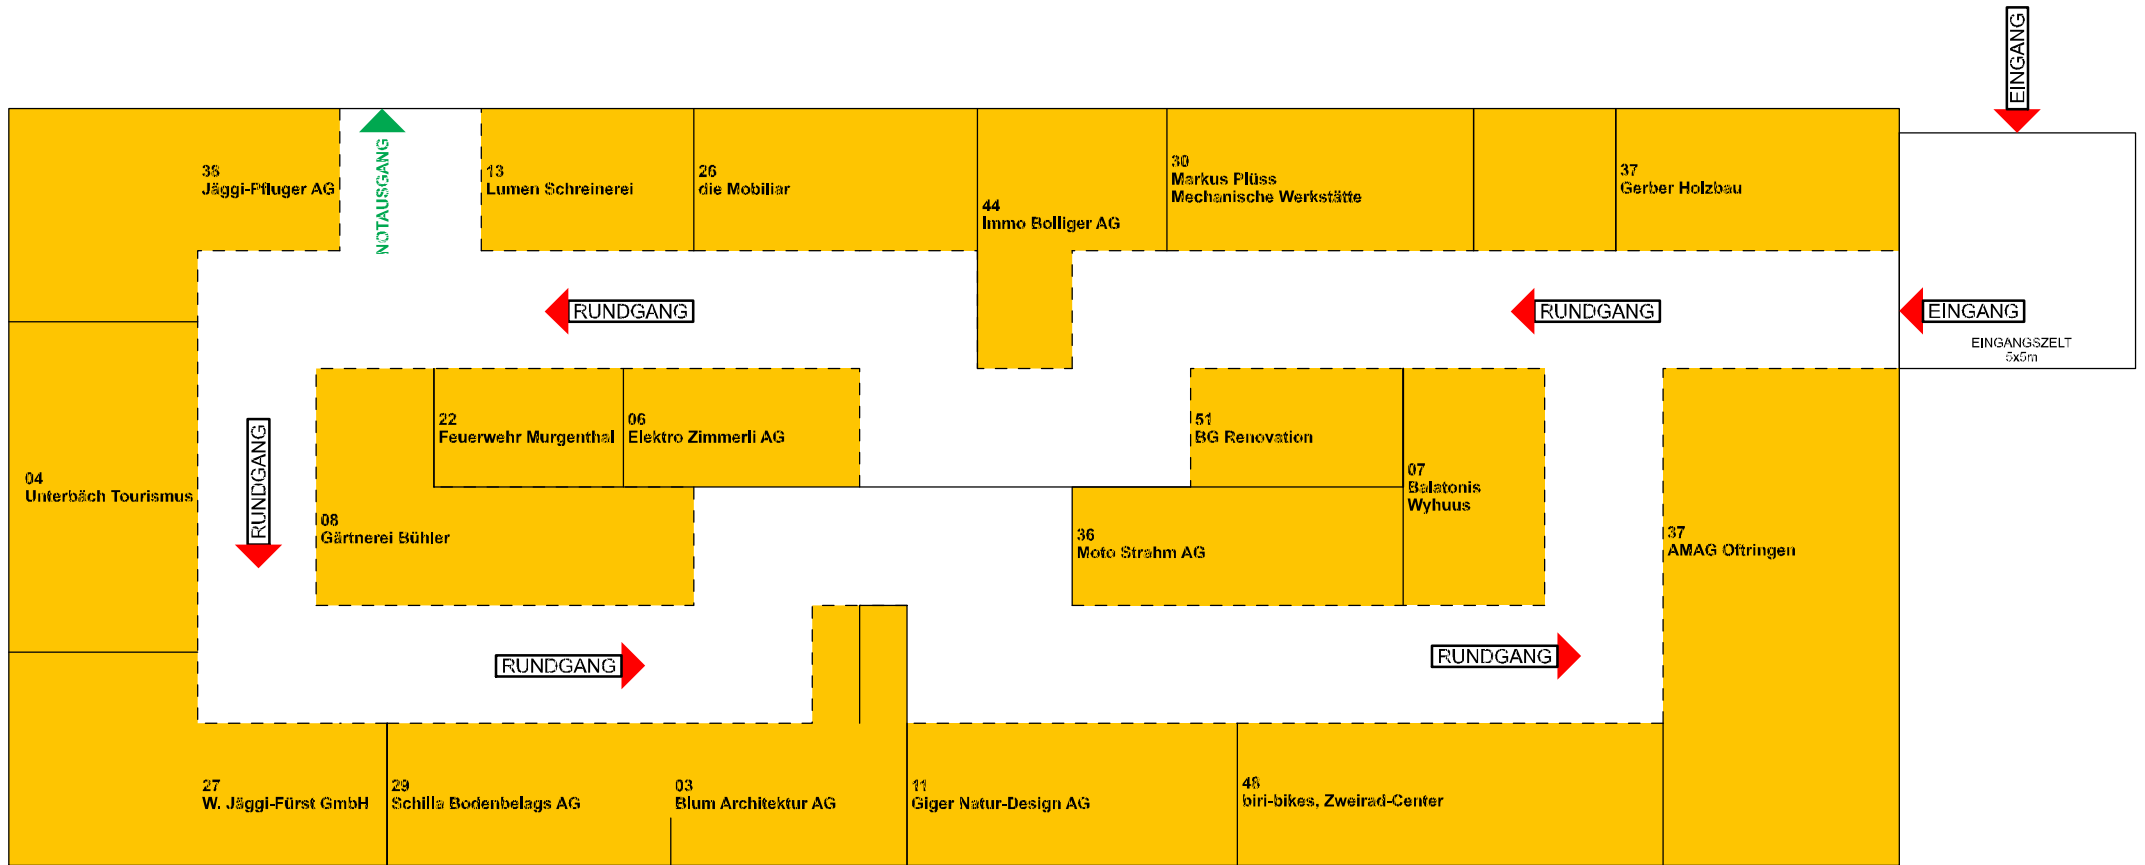 EINGANG
38
Jäggi-Pfluger AG
NOTAUSGANG
13
Lumen Schreinerei
26
die Mobiliar
44
Immo Bolliger AG
30
Markus Plüss
Mechanische Werkstätte
37
Gerber Holzbau
RUNDGANG
RUNDGANG
EINGANG
EINGANGSZELT
5x5m
04
Unterbäch Tourismus
RUNDGANG
22
Feuerwehr Murgenthal
06
Elektro Zimmerli AG
08
Gärtnerei Bühler
51
BG Renovation
07
Balatonis
Wyhuus
36
Moto Strahm AG
37
AMAG Oftringen
RUNDGANG
RUNDGANG
27
W. Jäggi-Fürst GmbH
29
Schilla Bodenbelags AG
03
Blum Architektur AG
11
Giger Natur-Design AG
48
biri-bikes, Zweirad-Center